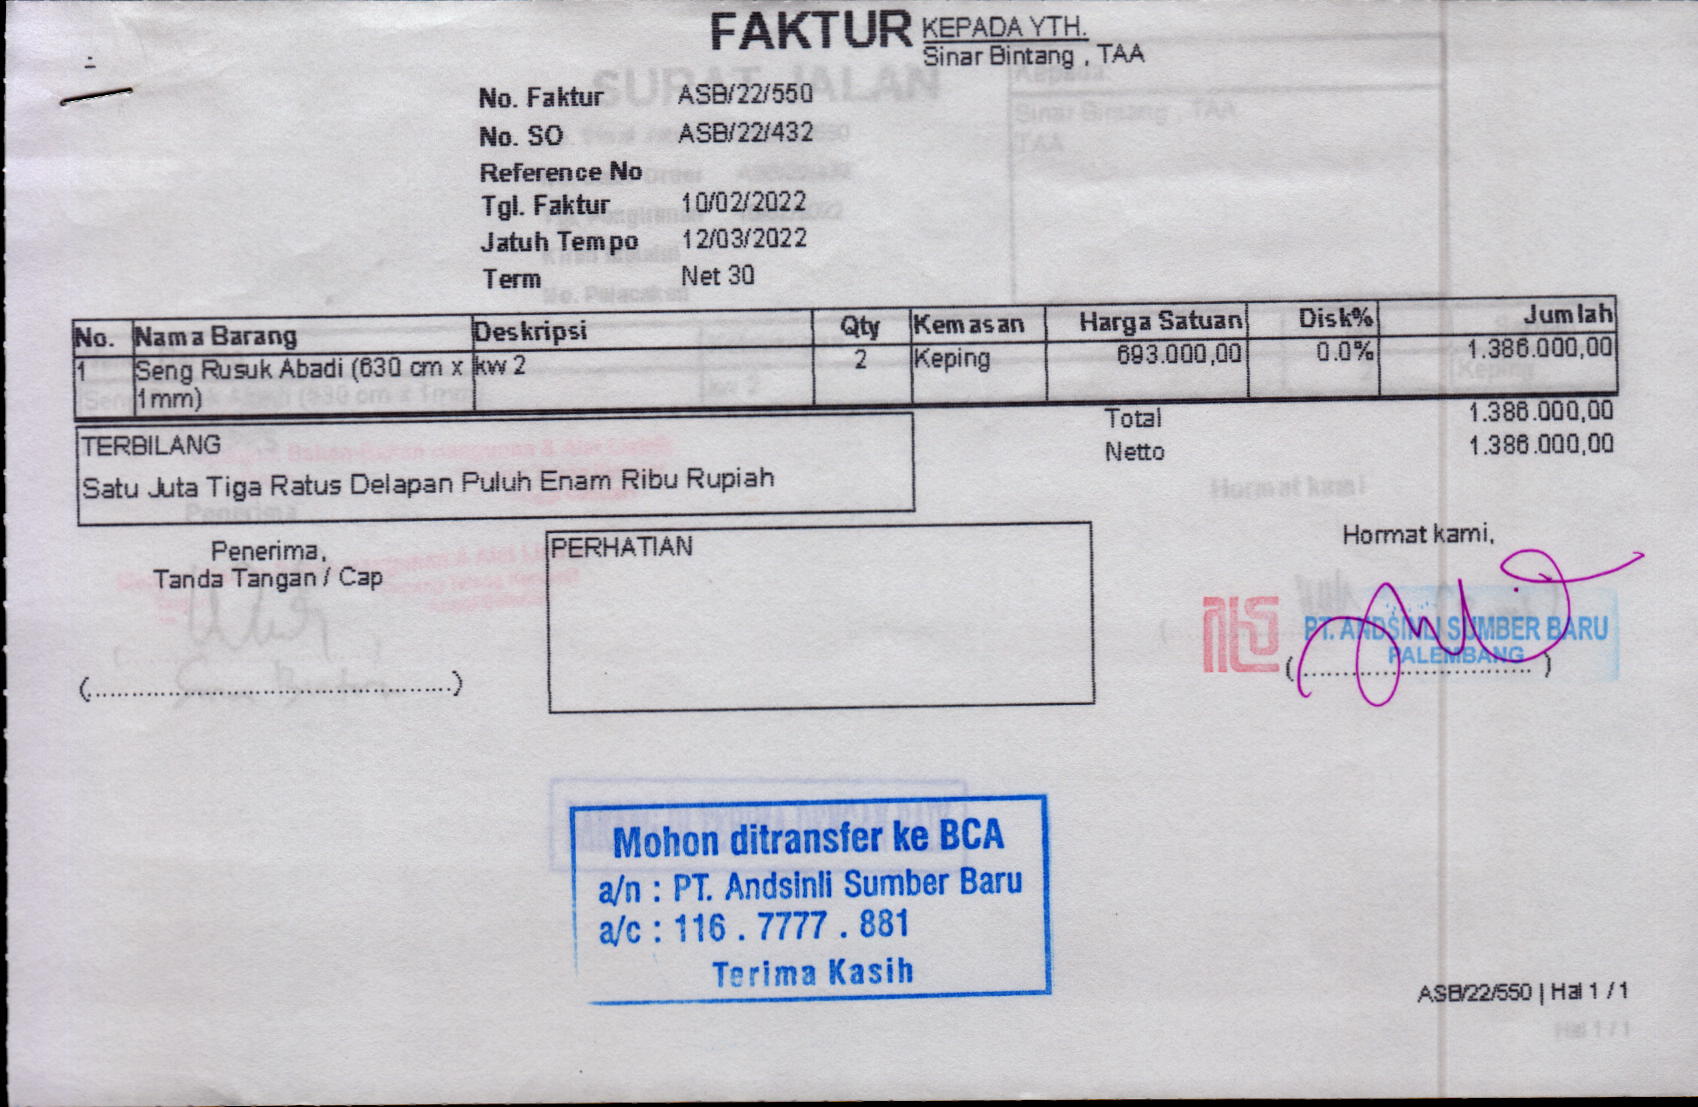 FAKTUR
KEPADA YTH.
Sinar Bintang , TAA
No. Faktur ASB/22/550
No. SO ASB/22/432
Reference No
Tgl. Faktur 10/02/2022
Jatuh Tempo 12/03/2022
Term Net 30
No. Nama Barang Deskripsi Qty Kemasan Harga Satuan Disk% Jumlah
1 Seng Rusuk Abadi (630 cm x kw 2 2 Keping 693.000,00 0.0% 1.386.000,00
1mm)
Total 1.386.000,00
Netto 1.386.000,00
TERBILANG
Satu Juta Tiga Ratus Delapan Puluh Enam Ribu Rupiah
Penerima,
Tanda Tangan / Cap
(................................................)
PERHATIAN
Hormat kami,
PT. ANDSINLI SUMBER BARU
PALEMBANG
(..............................)
Mohon ditransfer ke BCA
a/n : PT. Andsinli Sumber Baru
a/c : 116 . 7777 . 881
Terima Kasih
ASB/22/550 | Hal 1 / 1